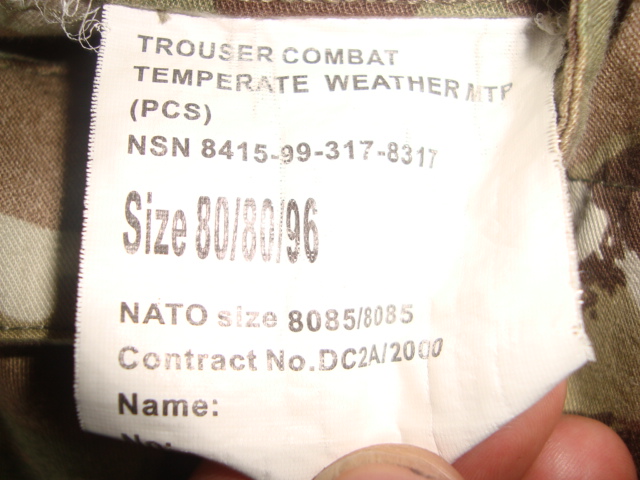 TROUSER COMBAT
TEMPERATE WEATHER MTP
(PCS)
NSN 8415-99-317-8317
Size 80/80/96
NATO size 8085/8085
Contract No.DC2A/2000
Name:
No: